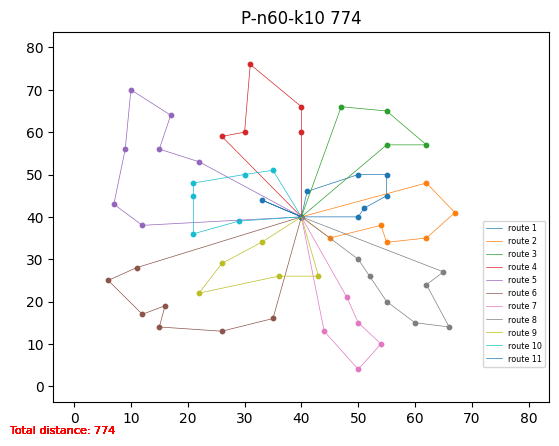 P-n60-k10 774
80
70
60
50
40
30
20
10
0
route 1
route 2
route 3
route 4
route 5
route 6
route 7
route 8
route 9
route 10
route 11
0 10 20 30 40 50 60 70 80
Total distance: 774